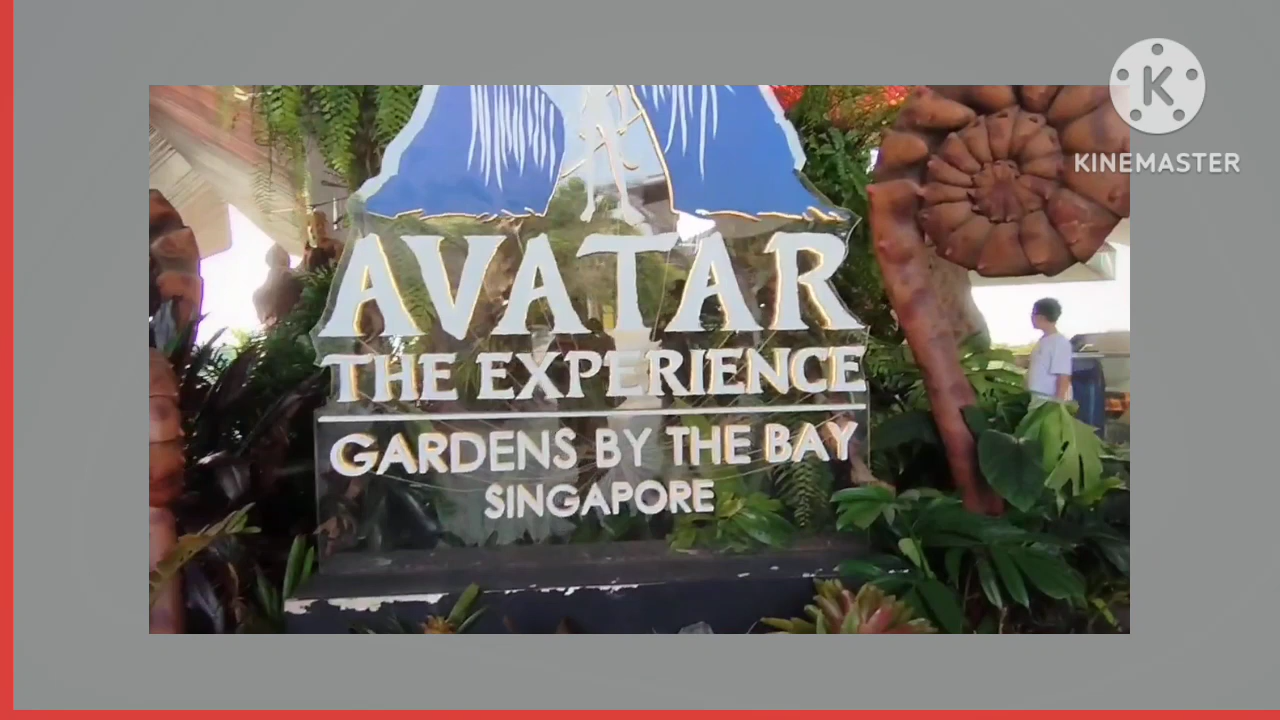 KINEMASTER
AVATAR
THE EXPERIENCE
GARDENS BY THE BAY
SINGAPORE